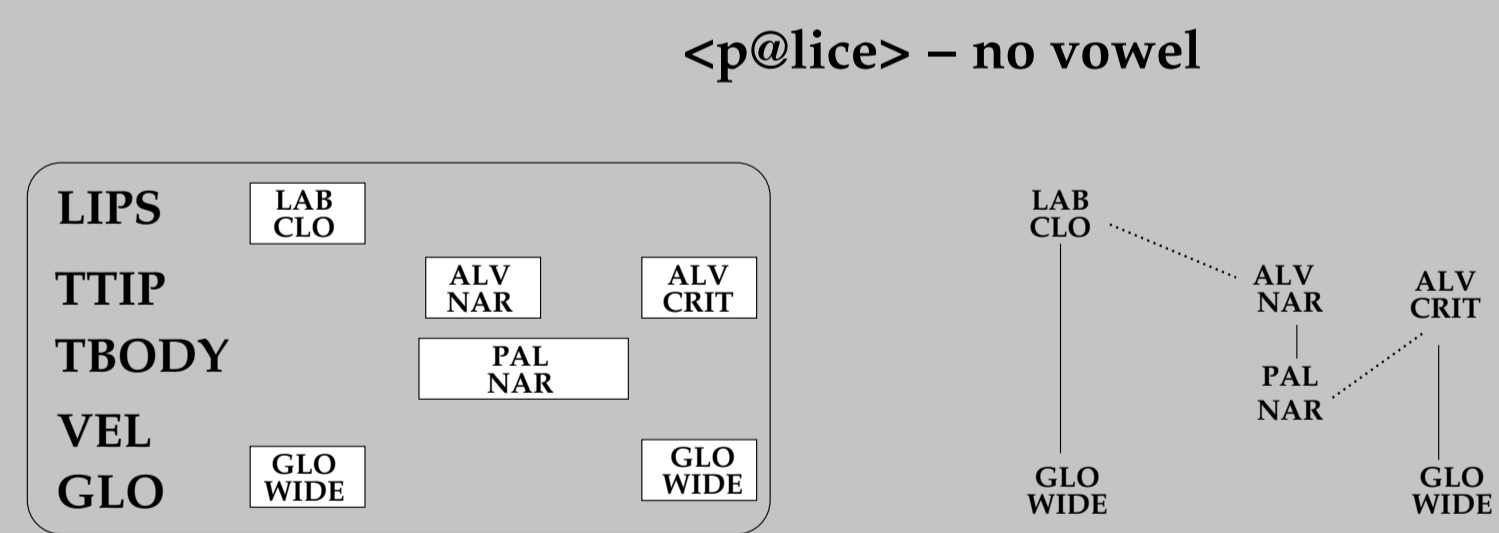 <p@lice> – no vowel
LIPS
LAB
CLO
TTIP
ALV
NAR
ALV
CRIT
TBODY
PAL
NAR
VEL
GLO
GLO
WIDE
GLO
WIDE
LAB
CLO
ALV
NAR
ALV
CRIT
PAL
NAR
GLO
WIDE
GLO
WIDE